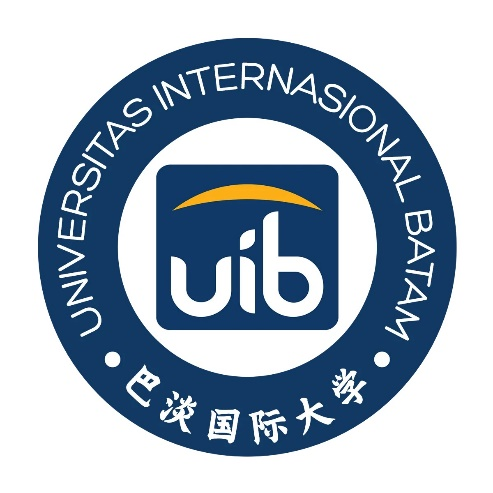 UNIVERSITAS INTERNASIONAL BATAM
uib
巴淡国际大学